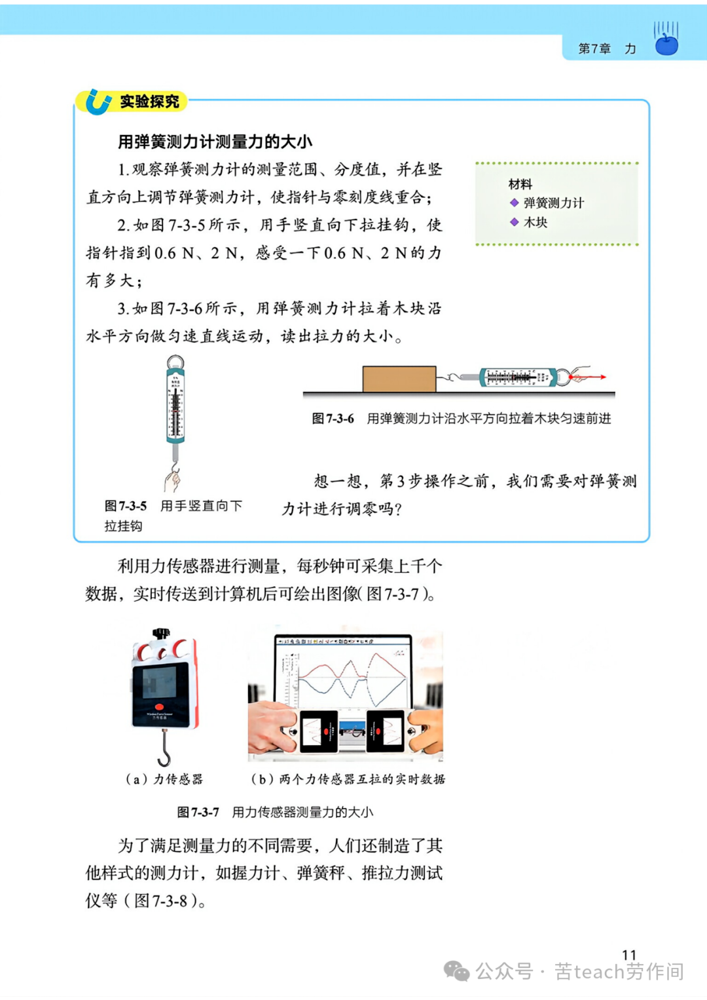 第7章 力
实验探究
用弹簧测力计测量力的大小
1.观察弹簧测力计的测量范围、分度值，并在竖
直方向上调节弹簧测力计，使指针与零刻度线重合；
2.如图7-3-5所示，用手竖直向下拉挂钩，使
指针指到0.6 N、2 N，感受一下0.6 N、2 N的力
有多大；
3.如图7-3-6所示，用弹簧测力计拉着木块沿
水平方向做匀速直线运动，读出拉力的大小。
材料
◆ 弹簧测力计
◆ 木块
图7-3-6 用弹簧测力计沿水平方向拉着木块匀速前进
图7-3-5 用手竖直向下
拉挂钩
想一想，第3步操作之前，我们需要对弹簧测
力计进行调零吗？
利用力传感器进行测量，每秒钟可采集上千个
数据，实时传送到计算机后可绘出图像（图7-3-7）。
力传感器
（a）力传感器
（b）两个力传感器互拉的实时数据
图7-3-7 用力传感器测量力的大小
为了满足测量力的不同需要，人们还制造了其
他样式的测力计，如握力计、弹簧秤、推拉力测试
仪等（图7-3-8）。
11
公众号 · 苦teach劳作间